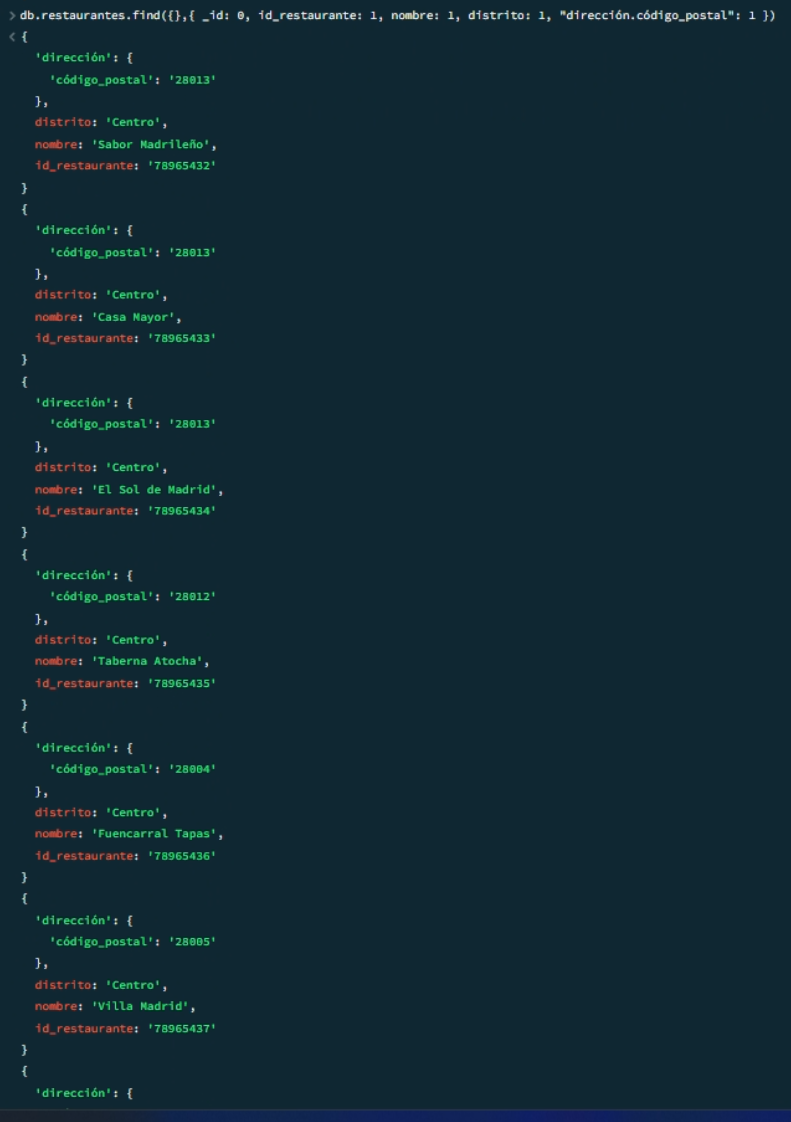 > db.restaurantes.find({},{ _id: 0, id_restaurante: 1, nombre: 1, distrito: 1, "dirección.código_postal": 1 })
< {
'dirección': {
'código_postal': '28013'
},
distrito: 'Centro',
nombre: 'Sabor Madrileño',
id_restaurante: '78965432'
}
{
'dirección': {
'código_postal': '28013'
},
distrito: 'Centro',
nombre: 'Casa Mayor',
id_restaurante: '78965433'
}
{
'dirección': {
'código_postal': '28013'
},
distrito: 'Centro',
nombre: 'El Sol de Madrid',
id_restaurante: '78965434'
}
{
'dirección': {
'código_postal': '28012'
},
distrito: 'Centro',
nombre: 'Taberna Atocha',
id_restaurante: '78965435'
}
{
'dirección': {
'código_postal': '28004'
},
distrito: 'Centro',
nombre: 'Fuencarral Tapas',
id_restaurante: '78965436'
}
{
'dirección': {
'código_postal': '28005'
},
distrito: 'Centro',
nombre: 'Villa Madrid',
id_restaurante: '78965437'
}
{
'dirección': {